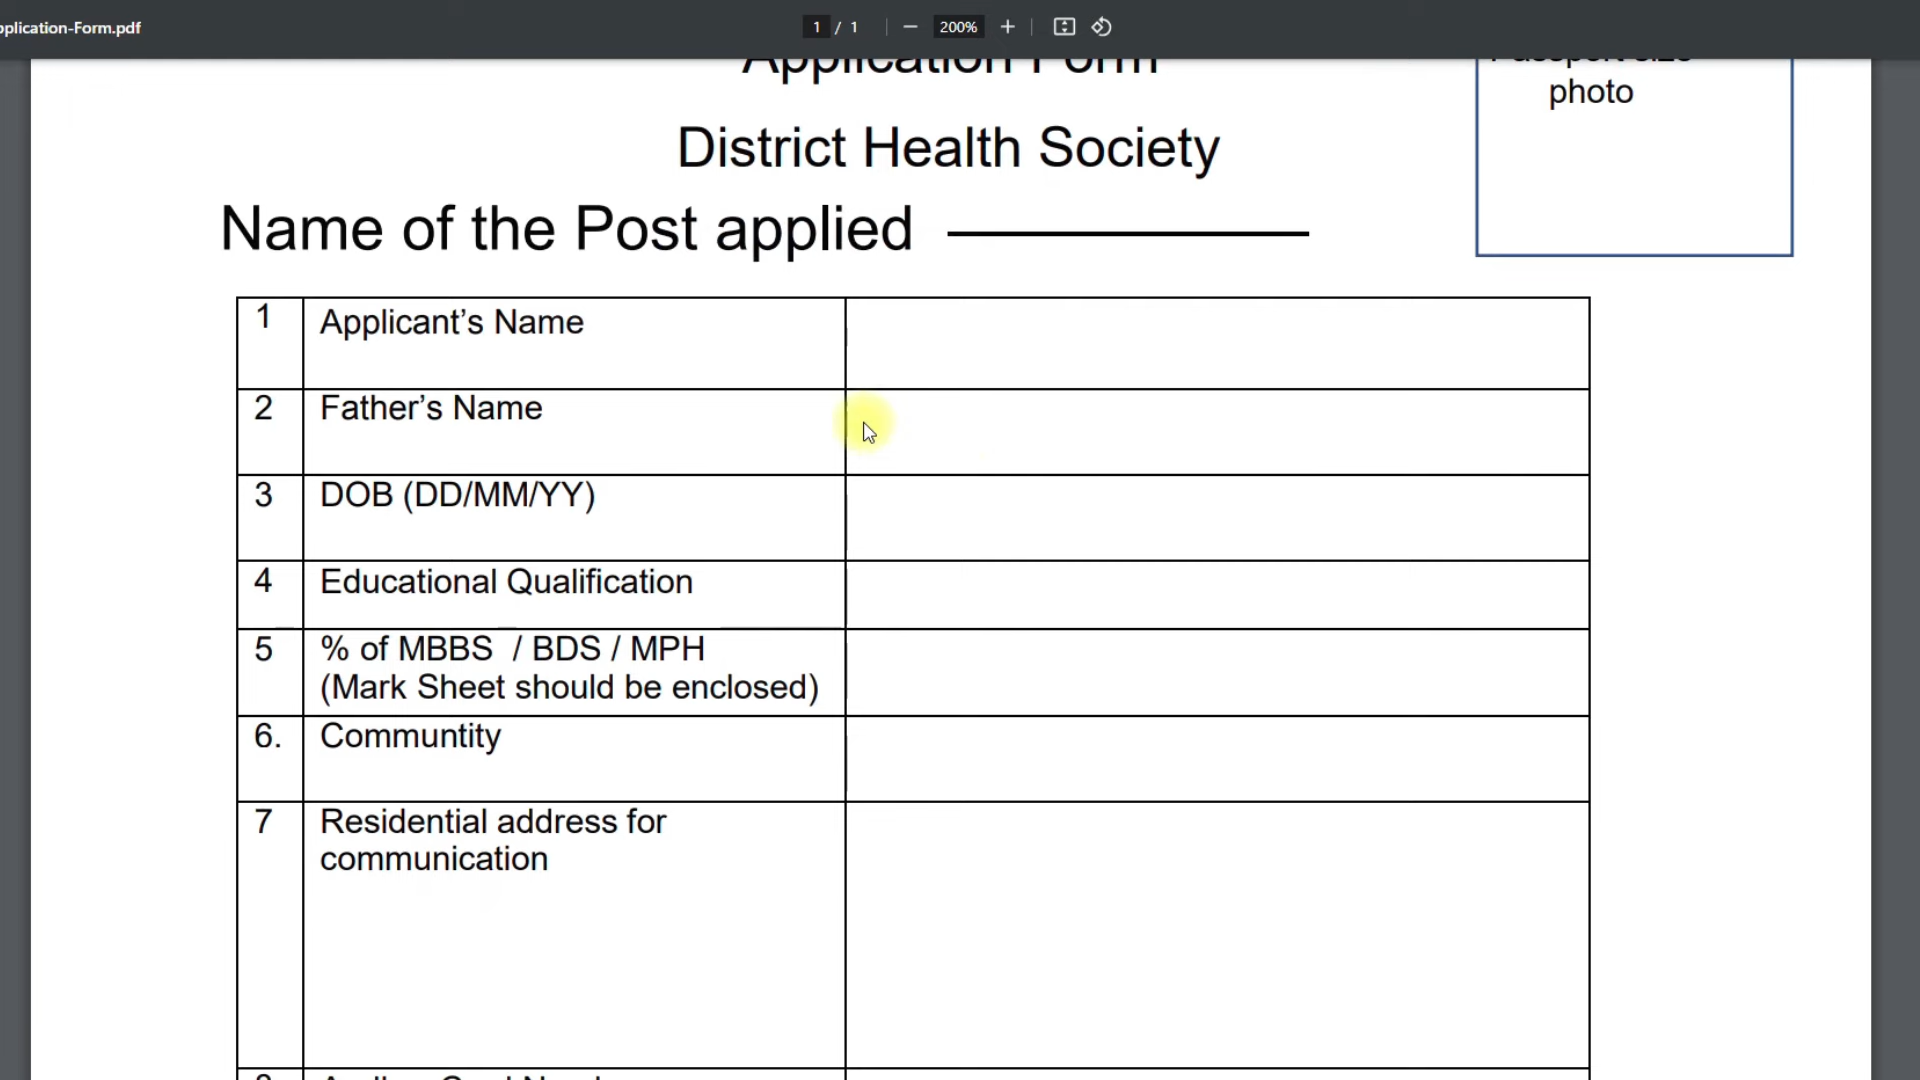 pplication-Form.pdf
1 / 1
200%
Application Form
Passport size
photo
District Health Society
Name of the Post applied
1 Applicant’s Name
2 Father’s Name
3 DOB (DD/MM/YY)
4 Educational Qualification
5 % of MBBS / BDS / MPH
(Mark Sheet should be enclosed)
6. Communtity
7 Residential address for
communication